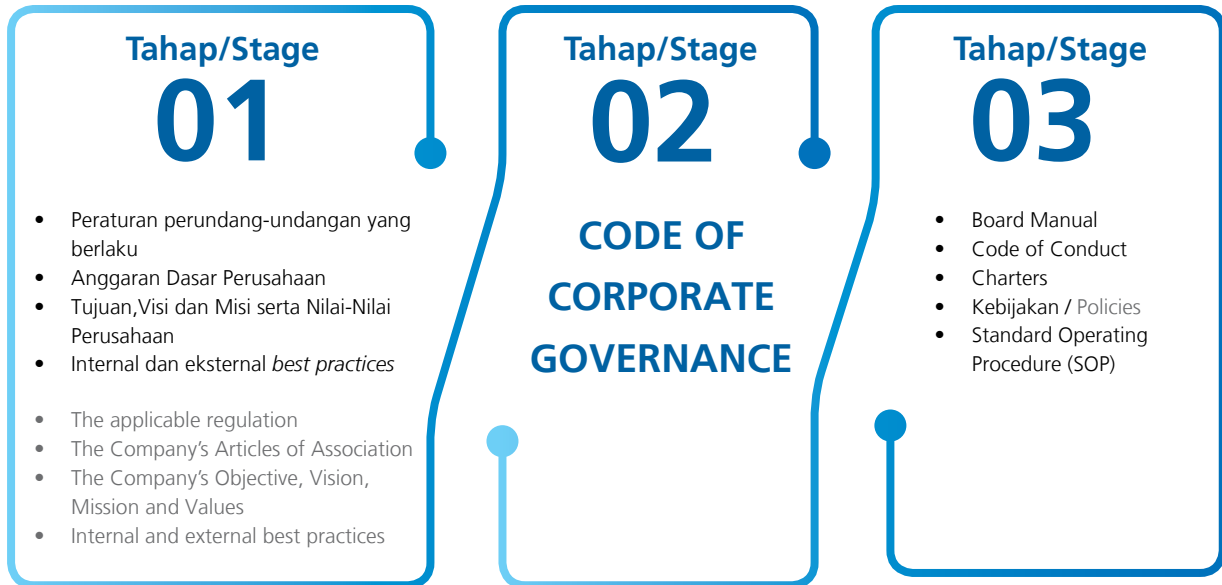 Tahap/Stage
01
• Peraturan perundang-undangan yang
berlaku
• Anggaran Dasar Perusahaan
• Tujuan,Visi dan Misi serta Nilai-Nilai
Perusahaan
• Internal dan eksternal best practices
• The applicable regulation
• The Company’s Articles of Association
• The Company’s Objective, Vision,
Mission and Values
• Internal and external best practices
Tahap/Stage
02
CODE OF
CORPORATE
GOVERNANCE
Tahap/Stage
03
• Board Manual
• Code of Conduct
• Charters
• Kebijakan / Policies
• Standard Operating
Procedure (SOP)